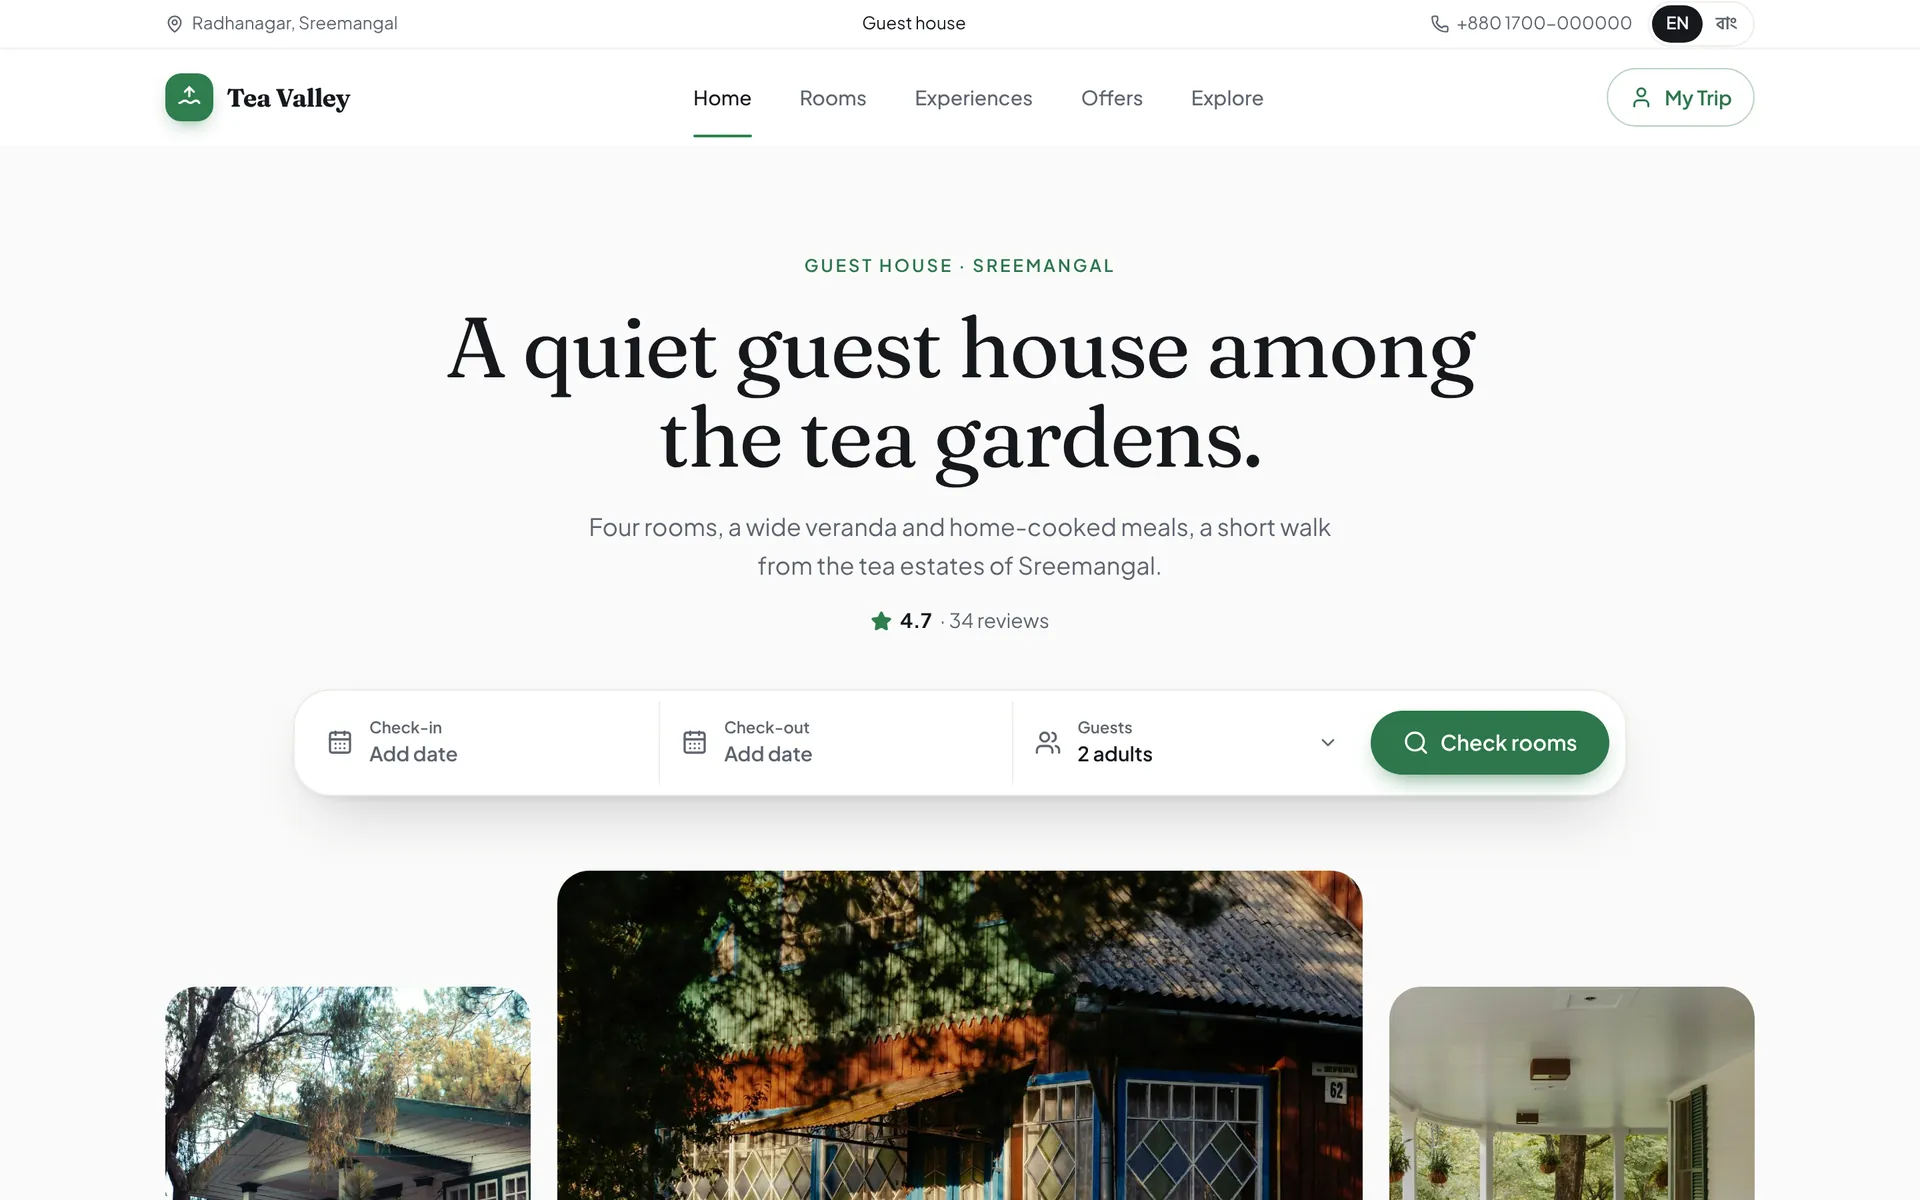 Radhanagar, Sreemangal
Guest house
+880 1700-000000
EN
বাং
Tea Valley
Home
Rooms
Experiences
Offers
Explore
My Trip
GUEST HOUSE · SREEMANGAL
A quiet guest house among
the tea gardens.
Four rooms, a wide veranda and home-cooked meals, a short walk
from the tea estates of Sreemangal.
4.7 · 34 reviews
Check-in
Add date
Check-out
Add date
Guests
2 adults
Check rooms
62